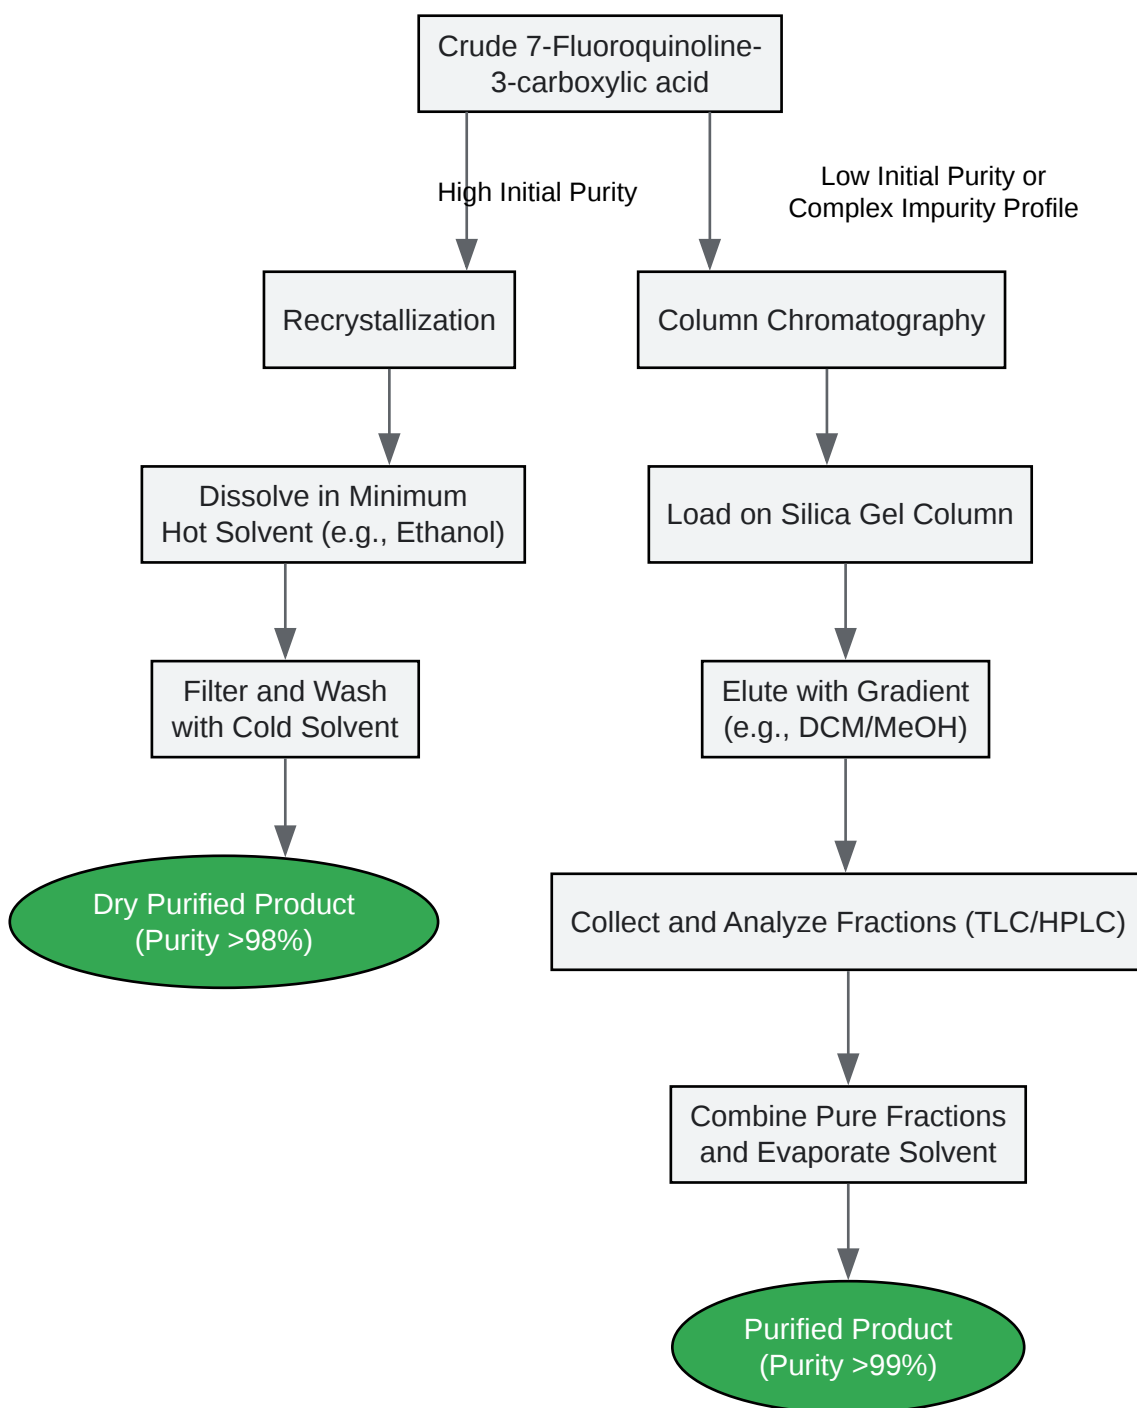 Crude 7-Fluoroquinoline-
3-carboxylic acid
High Initial Purity
Low Initial Purity or
Complex Impurity Profile
Recrystallization
Column Chromatography
Dissolve in Minimum
Hot Solvent (e.g., Ethanol)
Load on Silica Gel Column
Filter and Wash
with Cold Solvent
Elute with Gradient
(e.g., DCM/MeOH)
Dry Purified Product
(Purity >98%)
Collect and Analyze Fractions (TLC/HPLC)
Combine Pure Fractions
and Evaporate Solvent
Purified Product
(Purity >99%)